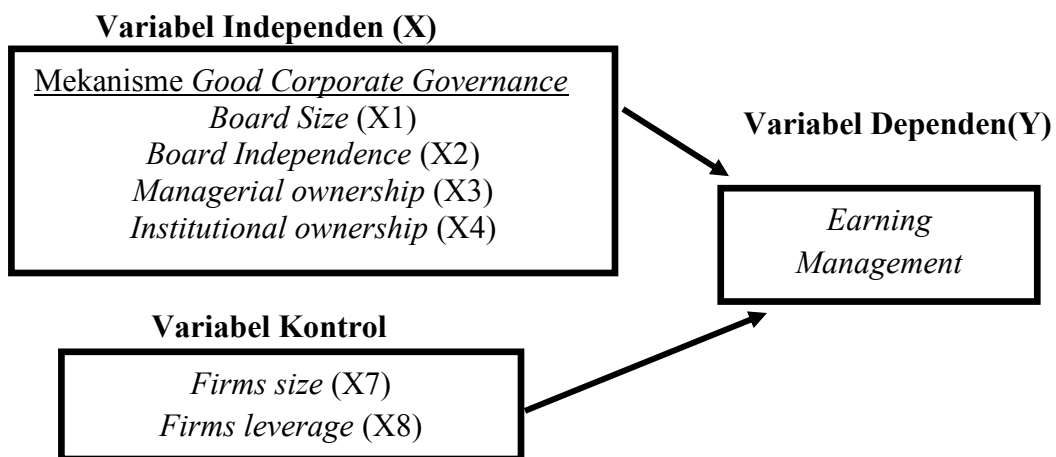 Variabel Independen (X)
Mekanisme Good Corporate Governance
Board Size (X1)
Board Independence (X2)
Managerial ownership (X3)
Institutional ownership (X4)
Variabel Dependen(Y)
Earning
Management
Variabel Kontrol
Firms size (X7)
Firms leverage (X8)